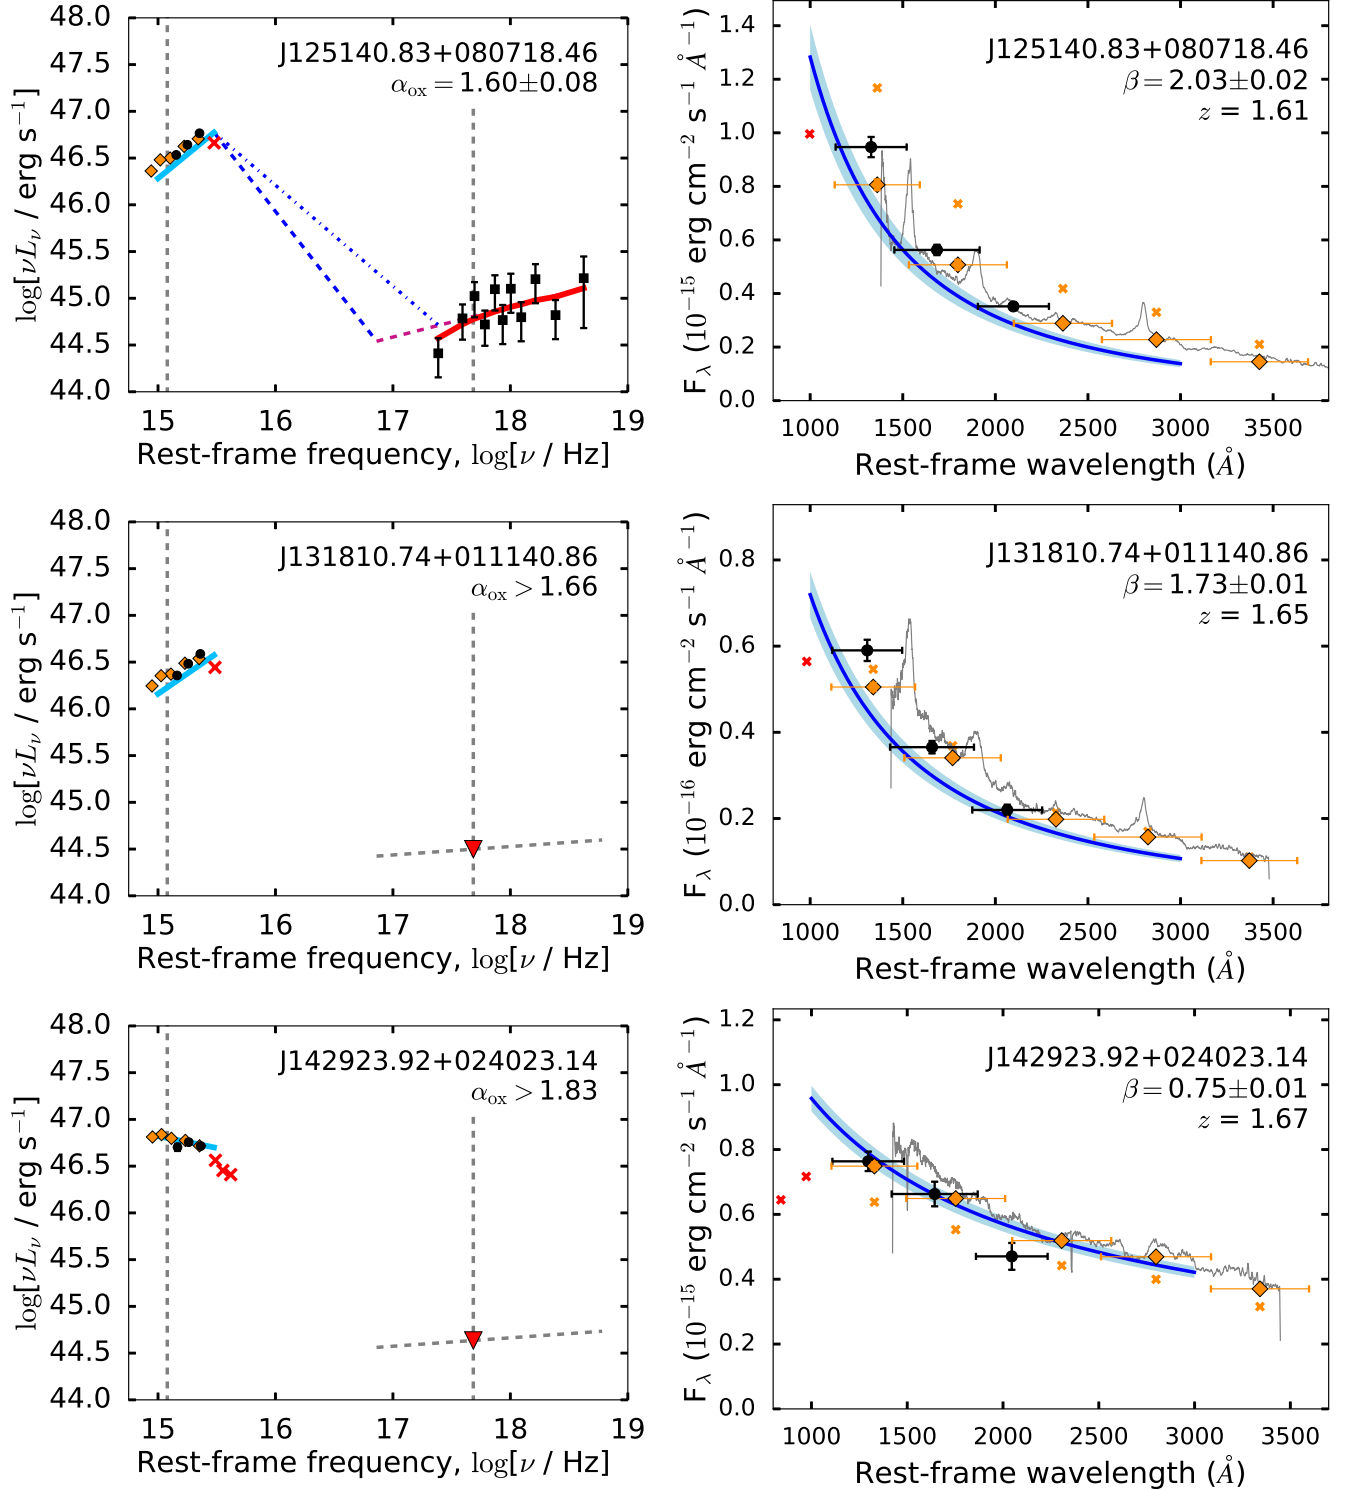 48.0
47.5
47.0
46.5
46.0
45.5
45.0
44.5
44.0
log[νLν / erg s⁻¹]
J125140.83+080718.46
αox = 1.60±0.08
15 16 17 18 19
Rest-frame frequency, log[ν / Hz]
1.4
1.2
1.0
0.8
0.6
0.4
0.2
0.0
Fλ (10⁻¹⁵ erg cm⁻² s⁻¹ Å⁻¹)
J125140.83+080718.46
β = 2.03±0.02
z = 1.61
1000 1500 2000 2500 3000 3500
Rest-frame wavelength (Å)
48.0
47.5
47.0
46.5
46.0
45.5
45.0
44.5
44.0
log[νLν / erg s⁻¹]
J131810.74+011140.86
αox > 1.66
15 16 17 18 19
Rest-frame frequency, log[ν / Hz]
0.8
0.6
0.4
0.2
0.0
Fλ (10⁻¹⁶ erg cm⁻² s⁻¹ Å⁻¹)
J131810.74+011140.86
β = 1.73±0.01
z = 1.65
1000 1500 2000 2500 3000 3500
Rest-frame wavelength (Å)
48.0
47.5
47.0
46.5
46.0
45.5
45.0
44.5
44.0
log[νLν / erg s⁻¹]
J142923.92+024023.14
αox > 1.83
15 16 17 18 19
Rest-frame frequency, log[ν / Hz]
1.2
1.0
0.8
0.6
0.4
0.2
0.0
Fλ (10⁻¹⁵ erg cm⁻² s⁻¹ Å⁻¹)
J142923.92+024023.14
β = 0.75±0.01
z = 1.67
1000 1500 2000 2500 3000 3500
Rest-frame wavelength (Å)